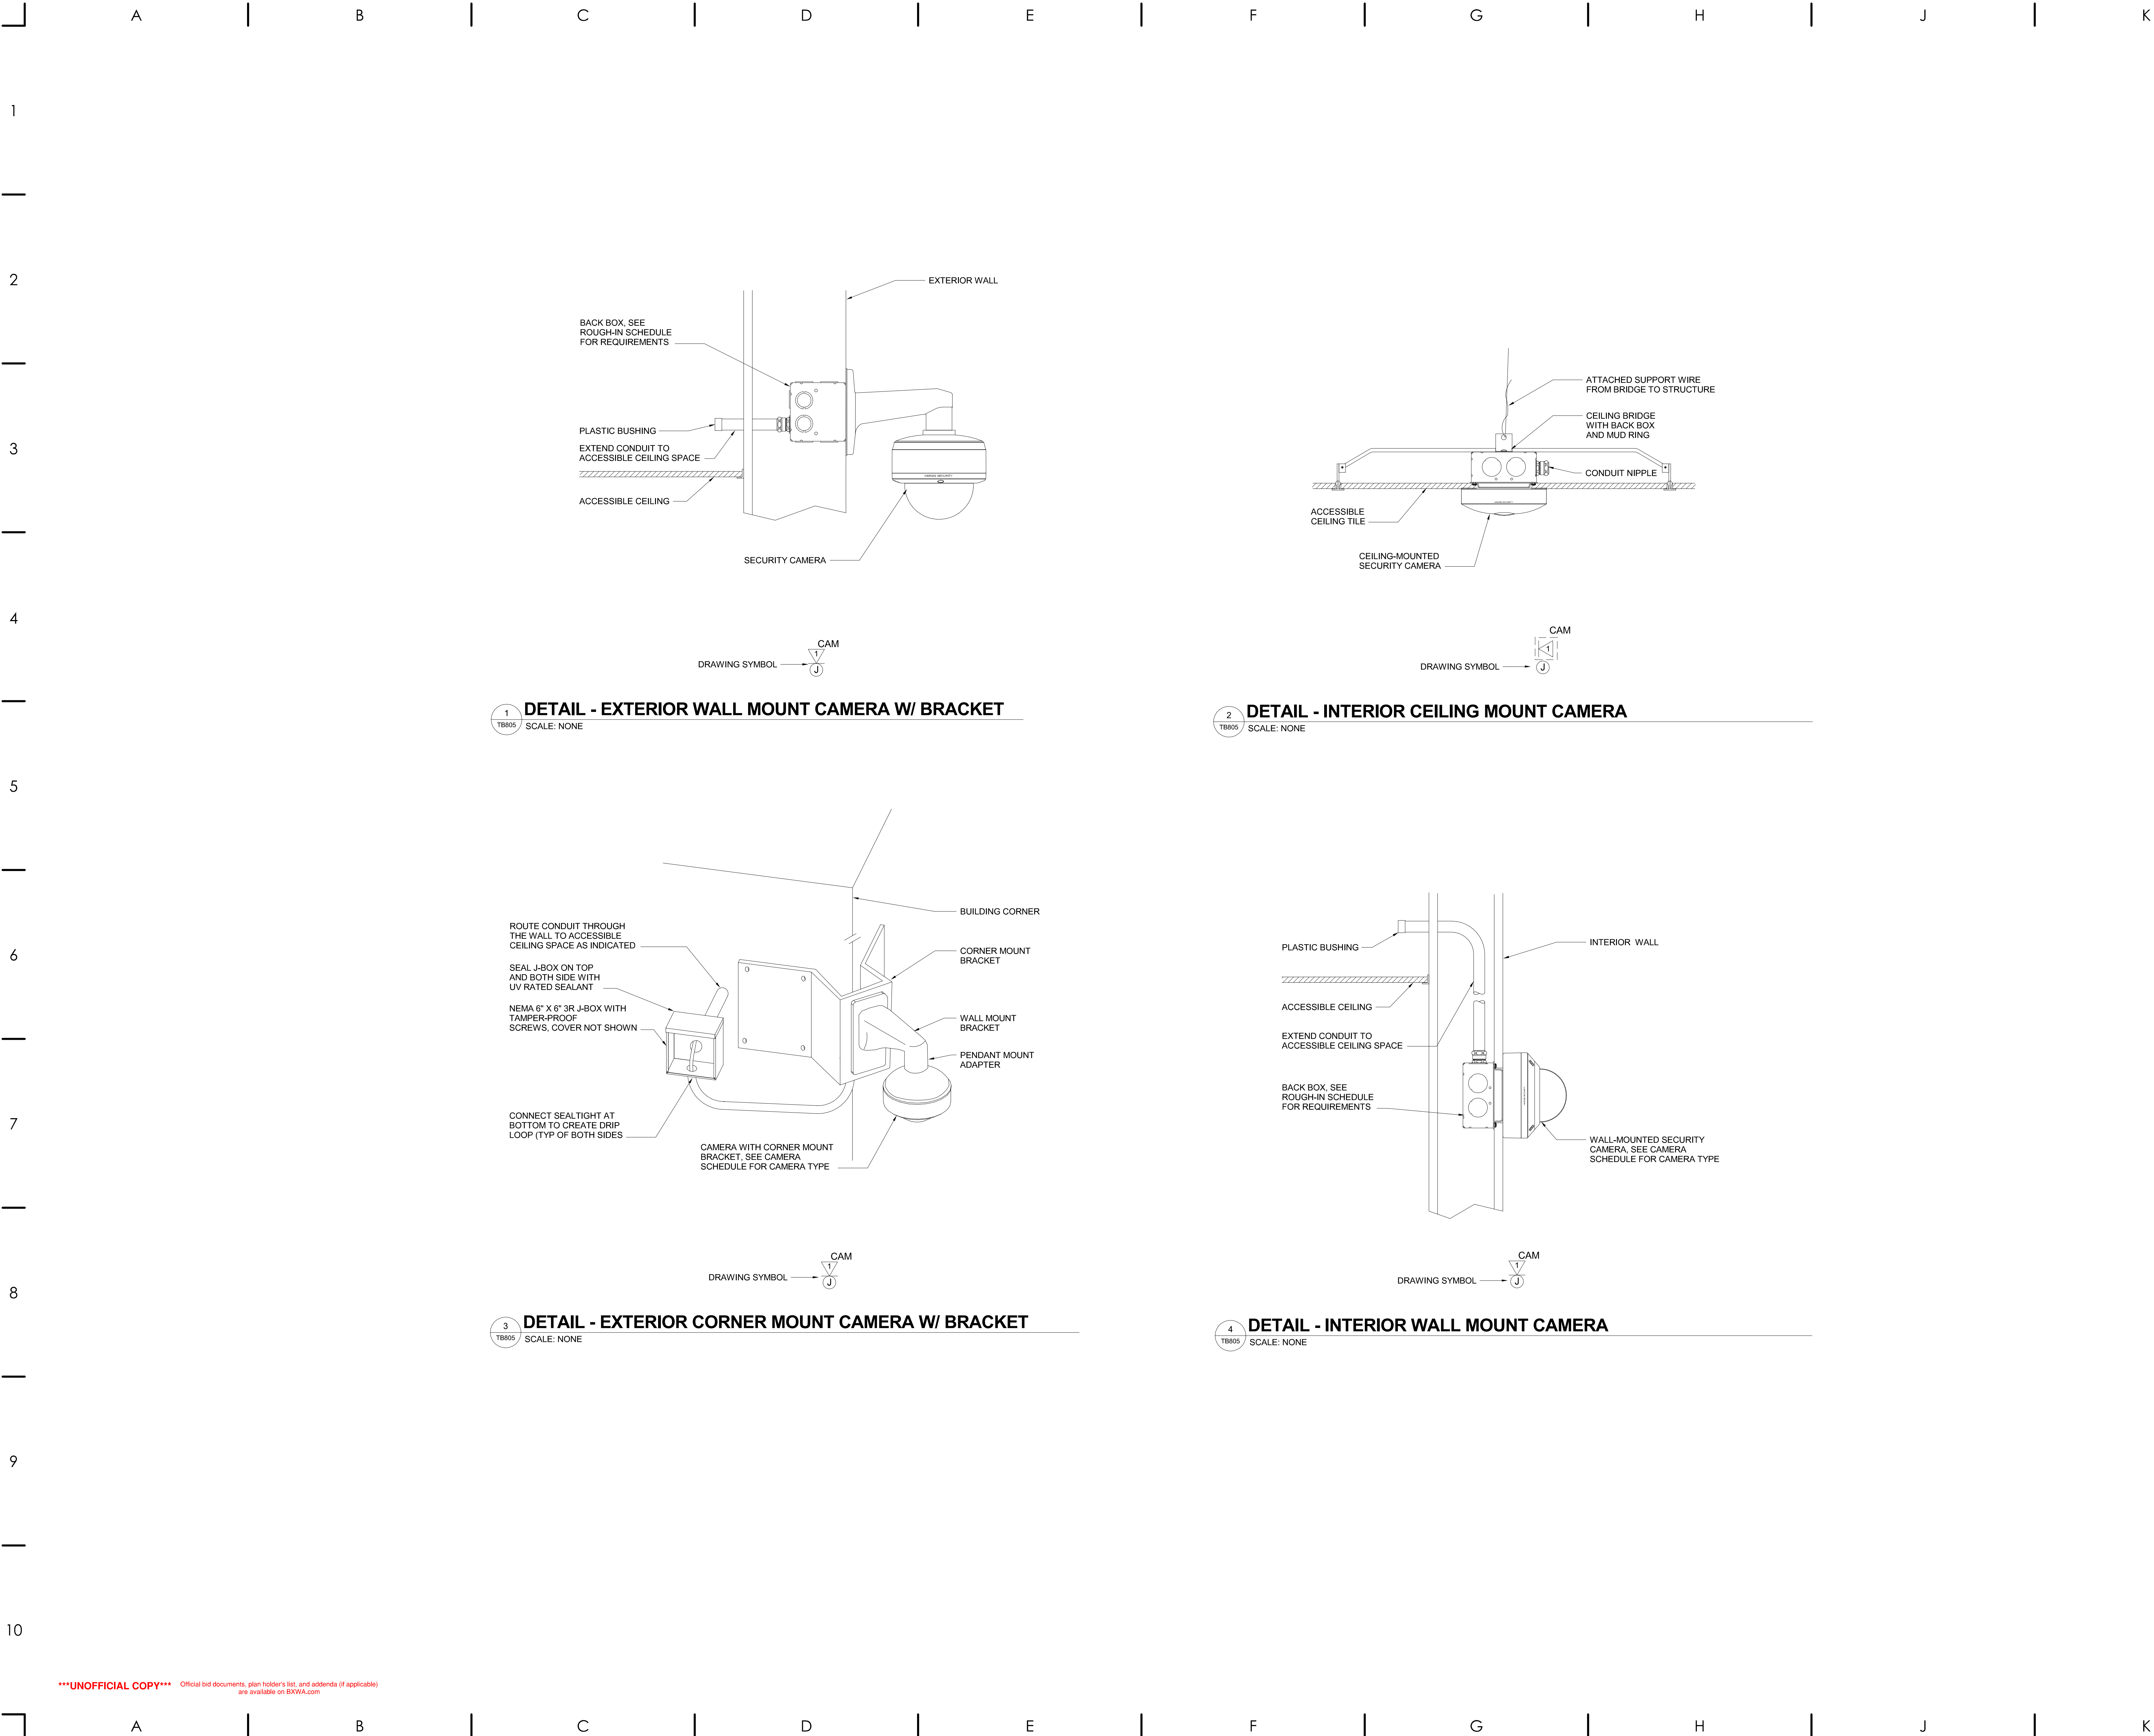 A B C D E F G H J K
1
2
3
4
5
6
7
8
9
10
EXTERIOR WALL
BACK BOX, SEE
ROUGH-IN SCHEDULE
FOR REQUIREMENTS
PLASTIC BUSHING
EXTEND CONDUIT TO
ACCESSIBLE CEILING SPACE
ACCESSIBLE CEILING
SECURITY CAMERA
CAM
1
J
DRAWING SYMBOL
1
TB805
DETAIL - EXTERIOR WALL MOUNT CAMERA W/ BRACKET
SCALE: NONE
ATTACHED SUPPORT WIRE
FROM BRIDGE TO STRUCTURE
CEILING BRIDGE
WITH BACK BOX
AND MUD RING
CONDUIT NIPPLE
ACCESSIBLE
CEILING TILE
CEILING-MOUNTED
SECURITY CAMERA
CAM
1
J
DRAWING SYMBOL
2
TB805
DETAIL - INTERIOR CEILING MOUNT CAMERA
SCALE: NONE
BUILDING CORNER
ROUTE CONDUIT THROUGH
THE WALL TO ACCESSIBLE
CEILING SPACE AS INDICATED
CORNER MOUNT
BRACKET
SEAL J-BOX ON TOP
AND BOTH SIDE WITH
UV RATED SEALANT
NEMA 6" X 6" 3R J-BOX WITH
TAMPER-PROOF
SCREWS, COVER NOT SHOWN
WALL MOUNT
BRACKET
PENDANT MOUNT
ADAPTER
CONNECT SEALTIGHT AT
BOTTOM TO CREATE DRIP
LOOP (TYP OF BOTH SIDES
CAMERA WITH CORNER MOUNT
BRACKET, SEE CAMERA
SCHEDULE FOR CAMERA TYPE
CAM
1
J
DRAWING SYMBOL
3
TB805
DETAIL - EXTERIOR CORNER MOUNT CAMERA W/ BRACKET
SCALE: NONE
PLASTIC BUSHING
INTERIOR WALL
ACCESSIBLE CEILING
EXTEND CONDUIT TO
ACCESSIBLE CEILING SPACE
BACK BOX, SEE
ROUGH-IN SCHEDULE
FOR REQUIREMENTS
WALL-MOUNTED SECURITY
CAMERA, SEE CAMERA
SCHEDULE FOR CAMERA TYPE
CAM
1
J
DRAWING SYMBOL
4
TB805
DETAIL - INTERIOR WALL MOUNT CAMERA
SCALE: NONE
***UNOFFICIAL COPY*** Official bid documents, plan holder's list, and addenda (if applicable)
are available on BXWA.com
A B C D E F G H J K